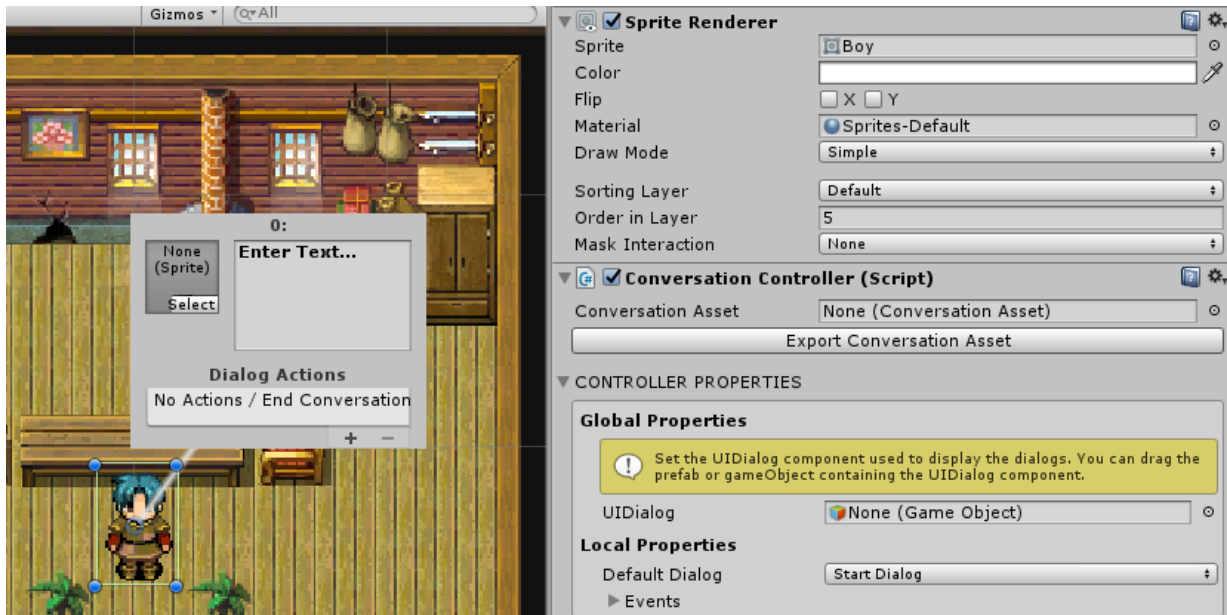 Gizmos
All
0:
None
(Sprite)
Select
Enter Text...
Dialog Actions
No Actions / End Conversation
+ −
Sprite Renderer
Sprite Boy
Color
Flip X Y
Material Sprites-Default
Draw Mode Simple
Sorting Layer Default
Order in Layer 5
Mask Interaction None
C# Conversation Controller (Script)
Conversation Asset None (Conversation Asset)
Export Conversation Asset
CONTROLLER PROPERTIES
Global Properties
! Set the UIDialog component used to display the dialogs. You can drag the
prefab or gameObject containing the UIDialog component.
UIDialog None (Game Object)
Local Properties
Default Dialog Start Dialog
Events